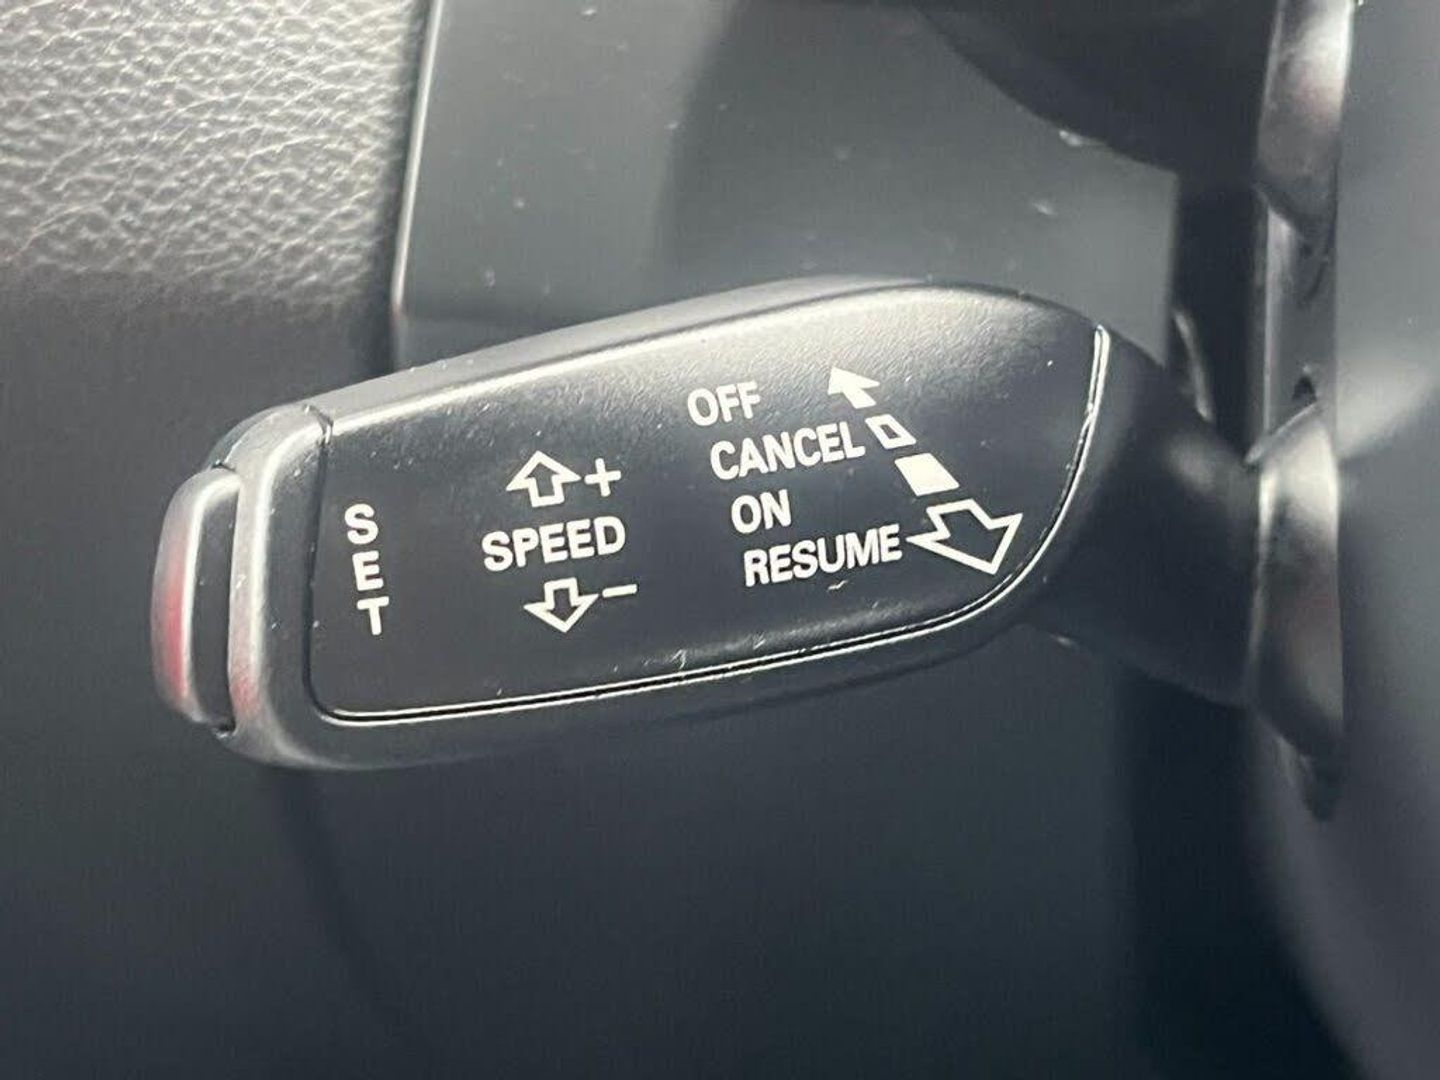 SET
+
SPEED
−
OFF
CANCEL
ON
RESUME